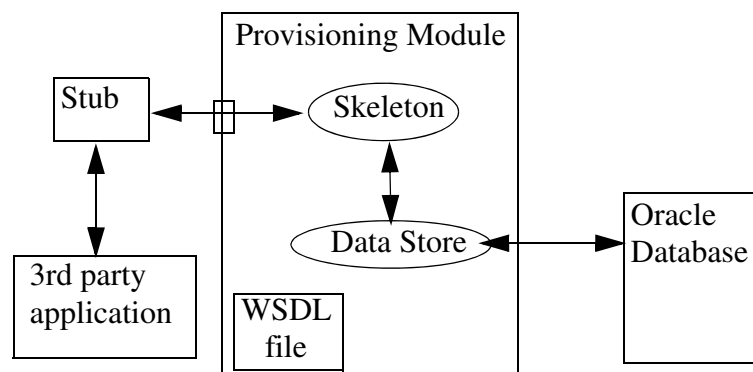 Provisioning Module
Stub
Skeleton
Data Store
Oracle
Database
3rd party
application
WSDL
file